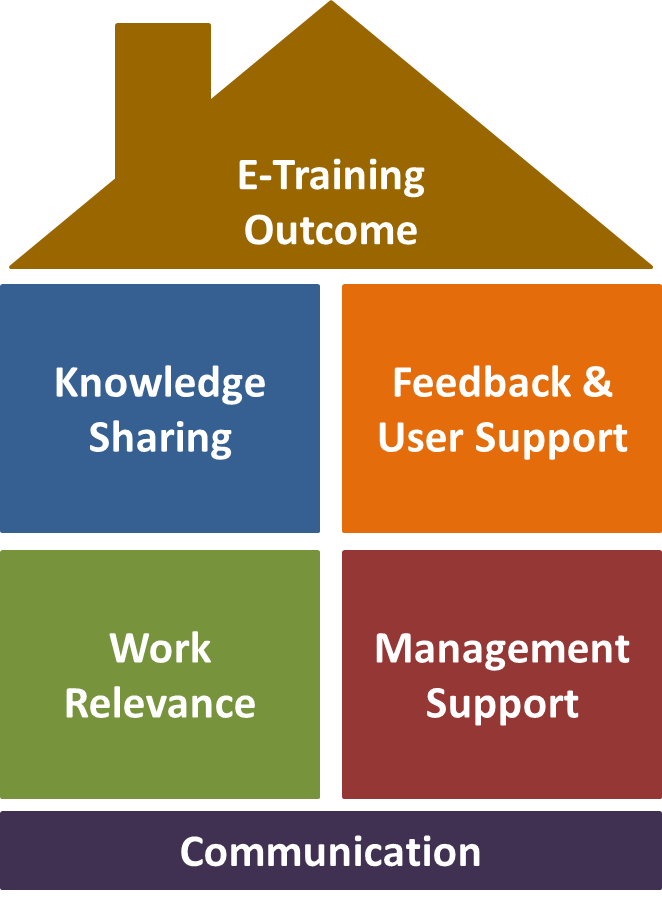 E-Training
Outcome
Knowledge
Sharing
Feedback &
User Support
Work
Relevance
Management
Support
Communication